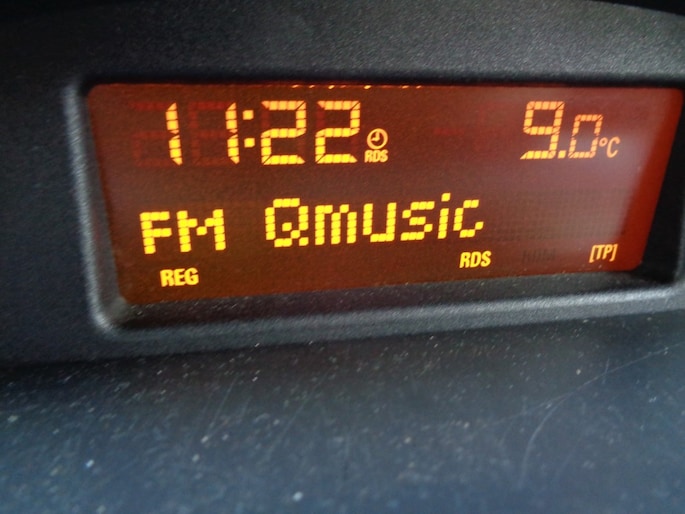 11:22 RDS 9.0°C
FM Qmusic
REG RDS [TP]